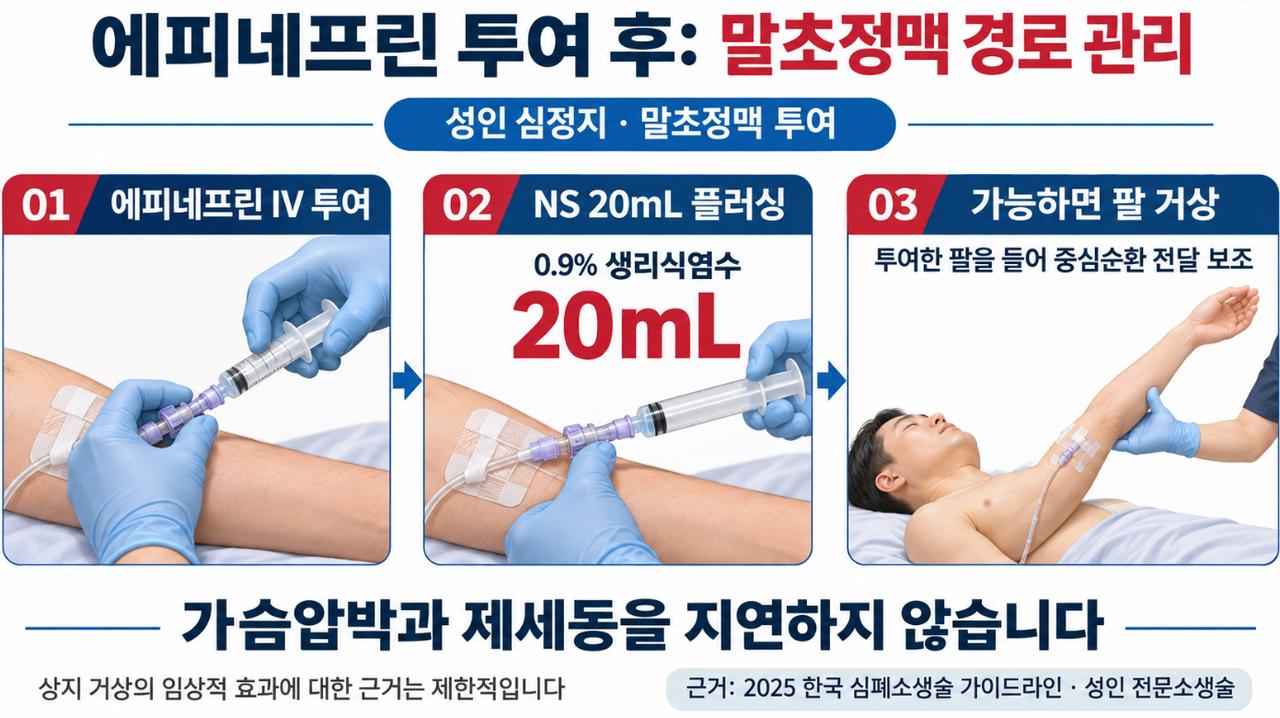 에피네프린 투여 후: 말초정맥 경로 관리
성인 심정지 · 말초정맥 투여
01 에피네프린 IV 투여
02 NS 20mL 플러싱
0.9% 생리식염수
20mL
03 가능하면 팔 거상
투여한 팔을 들어 중심순환 전달 보조
가슴압박과 제세동을 지연하지 않습니다
상지 거상의 임상적 효과에 대한 근거는 제한적입니다
근거: 2025 한국 심폐소생술 가이드라인 · 성인 전문소생술